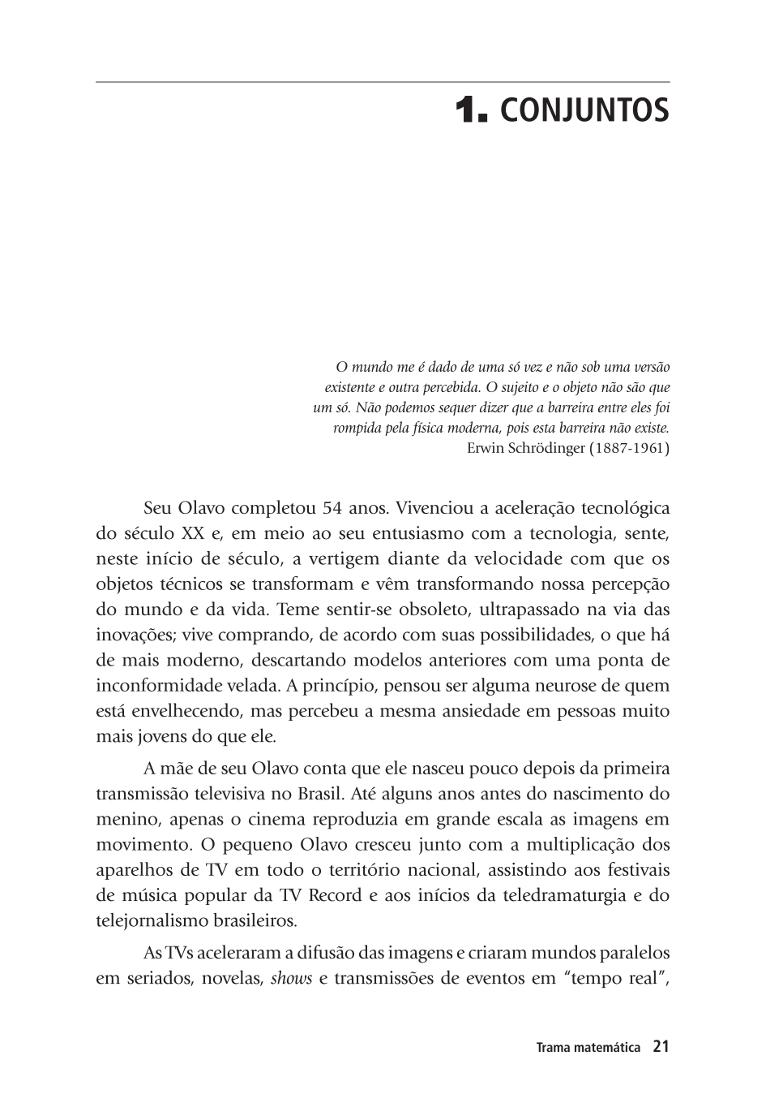 1. CONJUNTOS
O mundo me é dado de uma só vez e não sob uma versão
existente e outra percebida. O sujeito e o objeto não são que
um só. Não podemos sequer dizer que a barreira entre eles foi
rompida pela física moderna, pois esta barreira não existe.
Erwin Schrödinger (1887-1961)
Seu Olavo completou 54 anos. Vivenciou a aceleração tecnológica
do século XX e, em meio ao seu entusiasmo com a tecnologia, sente,
neste início de século, a vertigem diante da velocidade com que os
objetos técnicos se transformam e vêm transformando nossa percepção
do mundo e da vida. Teme sentir-se obsoleto, ultrapassado na via das
inovações; vive comprando, de acordo com suas possibilidades, o que há
de mais moderno, descartando modelos anteriores com uma ponta de
inconformidade velada. A princípio, pensou ser alguma neurose de quem
está envelhecendo, mas percebeu a mesma ansiedade em pessoas muito
mais jovens do que ele.
A mãe de seu Olavo conta que ele nasceu pouco depois da primeira
transmissão televisiva no Brasil. Até alguns anos antes do nascimento do
menino, apenas o cinema reproduzia em grande escala as imagens em
movimento. O pequeno Olavo cresceu junto com a multiplicação dos
aparelhos de TV em todo o território nacional, assistindo aos festivais
de música popular da TV Record e aos inícios da teledramaturgia e do
telejornalismo brasileiros.
As TVs aceleraram a difusão das imagens e criaram mundos paralelos
em seriados, novelas, shows e transmissões de eventos em “tempo real”,
Trama matemática 21